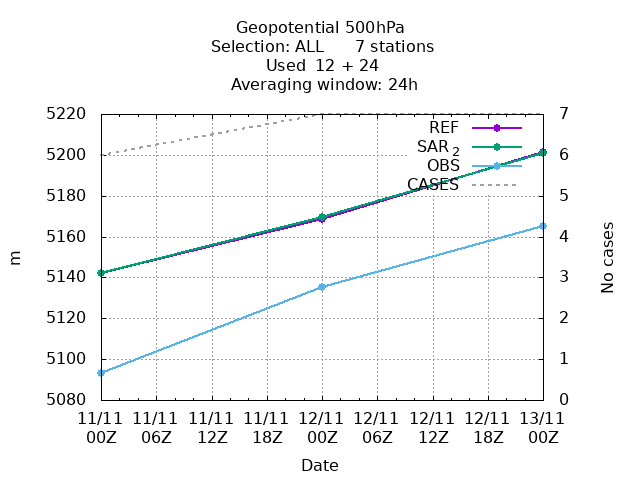 Geopotential 500hPa
Selection: ALL 7 stations
Used 12 + 24
Averaging window: 24h
5220
5200
5180
5160
5140
5120
5100
5080
m
7
6
5
4
3
2
1
0
No cases
REF
SAR 2
OBS
CASES
11/11 11/11 11/11 11/11 12/11 12/11 12/11 12/11 13/11
00Z 06Z 12Z 18Z 00Z 06Z 12Z 18Z 00Z
Date